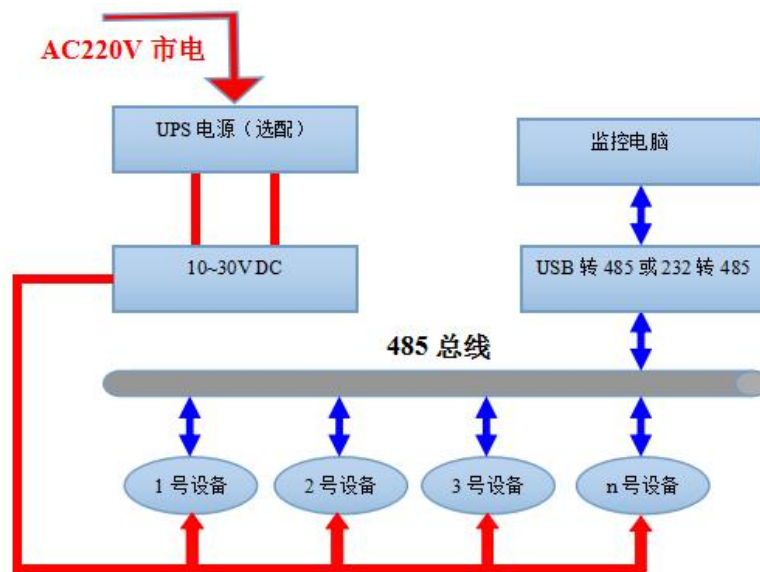 AC220V 市电
UPS 电源（选配）
监控电脑
10~30V DC
USB 转 485 或 232 转 485
485 总线
1 号设备
2 号设备
3 号设备
n 号设备